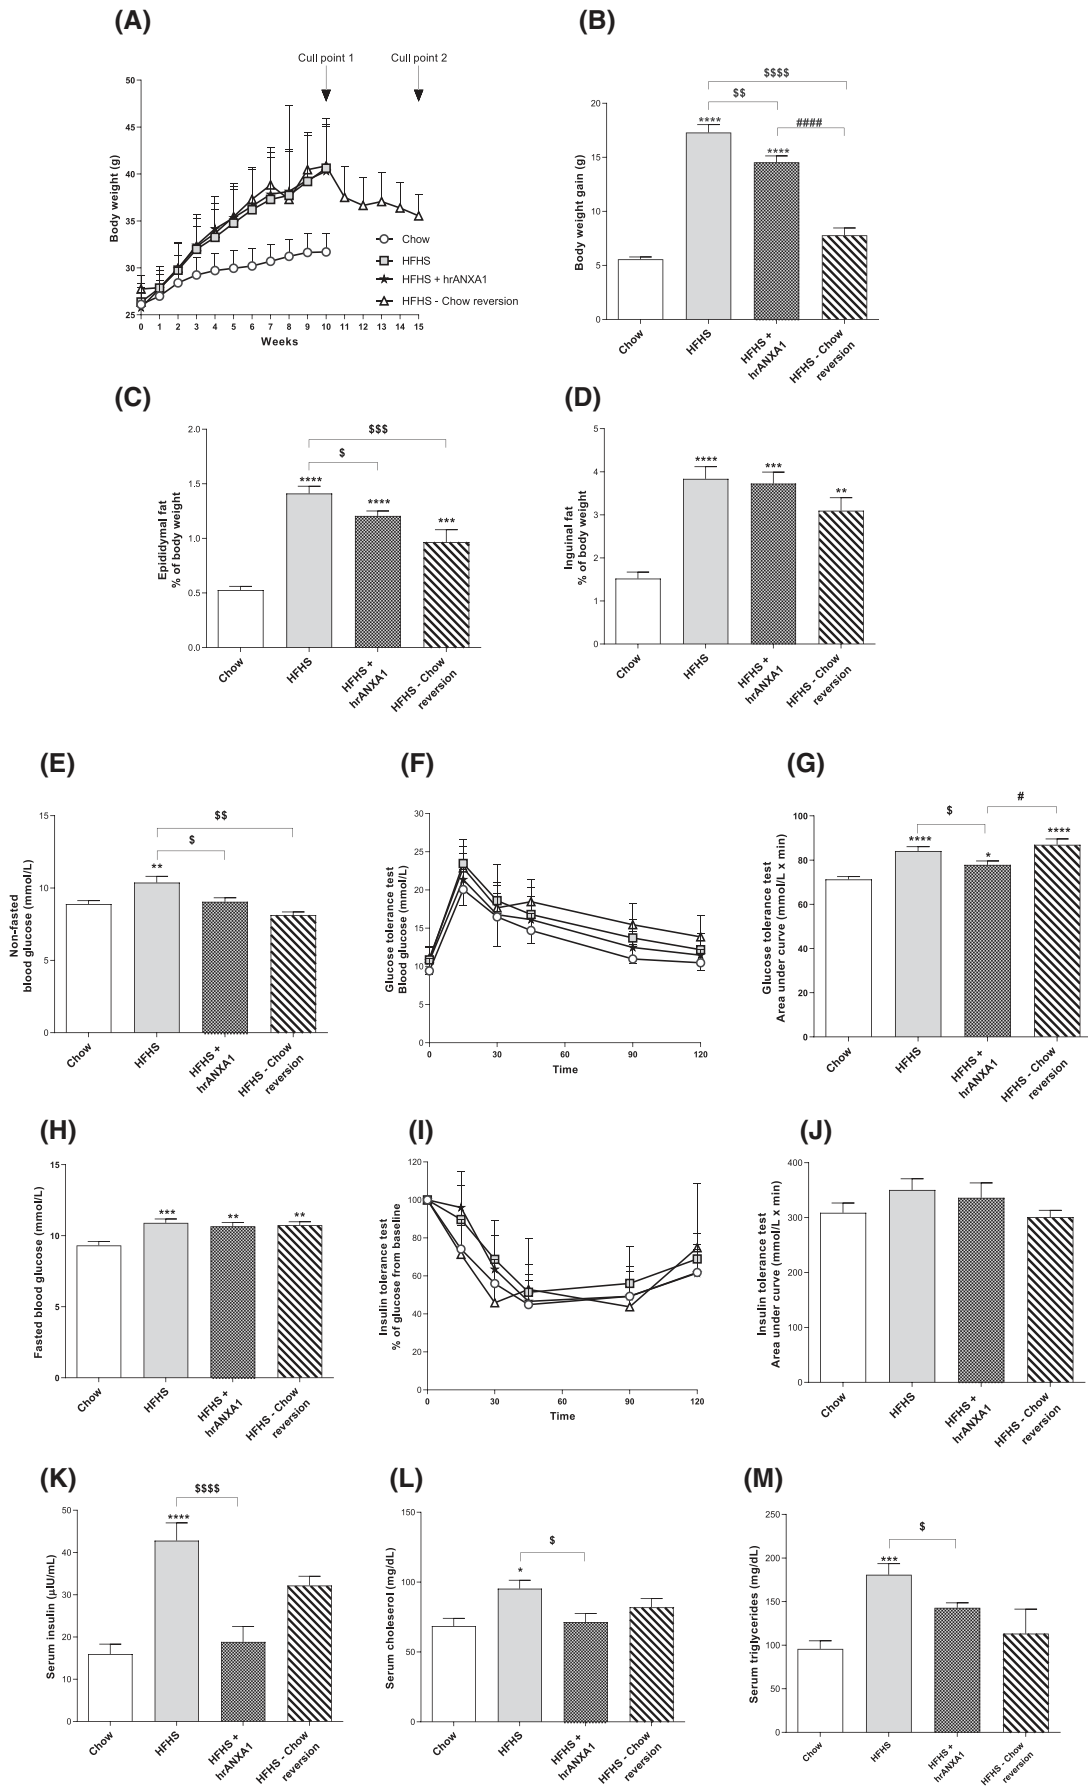 (A)
Cull point 1
Cull point 2
Body weight (g)
50
45
40
35
30
25
Chow
HFHS
HFHS + hrANXA1
HFHS - Chow reversion
0 1 2 3 4 5 6 7 8 9 10 11 12 13 14 15
Weeks
(B)
$$$$
$$
####
****
****
Body weight gain (g)
20
15
10
5
0
Chow
HFHS
HFHS +
hrANXA1
HFHS - Chow
reversion
(C)
$$$
$
****
****
***
Epididymal fat
% of body weight
2.0
1.5
1.0
0.5
0.0
Chow
HFHS
HFHS +
hrANXA1
HFHS - Chow
reversion
(D)
****
***
**
Inguinal fat
% of body weight
5
4
3
2
1
0
Chow
HFHS
HFHS +
hrANXA1
HFHS - Chow
reversion
(E)
$$
$
**
Non-fasted
blood glucose (mmol/L)
15
10
5
0
Chow
HFHS
HFHS +
hrANXA1
HFHS - Chow
reversion
(F)
Glucose tolerance test
Blood glucose (mmol/L)
30
25
20
15
10
5
0
0 30 60 90 120
Time
(G)
#
$
****
*
****
Glucose tolerance test
Area under curve (mmol/L x min)
100
80
60
40
20
0
Chow
HFHS
HFHS +
hrANXA1
HFHS - Chow
reversion
(H)
***
**
**
Fasted blood glucose (mmol/L)
15
10
5
0
Chow
HFHS
HFHS +
hrANXA1
HFHS - Chow
reversion
(I)
Insulin tolerance test
% of glucose from baseline
120
100
80
60
40
20
0
0 30 60 90 120
Time
(J)
Insulin tolerance test
Area under curve (mmol/L x min)
400
300
200
100
0
Chow
HFHS
HFHS +
hrANXA1
HFHS - Chow
reversion
(K)
$$$$
****
Serum insulin (µIU/mL)
50
40
30
20
10
0
Chow
HFHS
HFHS +
hrANXA1
HFHS - Chow
reversion
(L)
$
*
Serum choleserol (mg/dL)
150
100
50
0
Chow
HFHS
HFHS +
hrANXA1
HFHS - Chow
reversion
(M)
$
***
Serum triglycerides (mg/dL)
250
200
150
100
50
0
Chow
HFHS
HFHS +
hrANXA1
HFHS - Chow
reversion